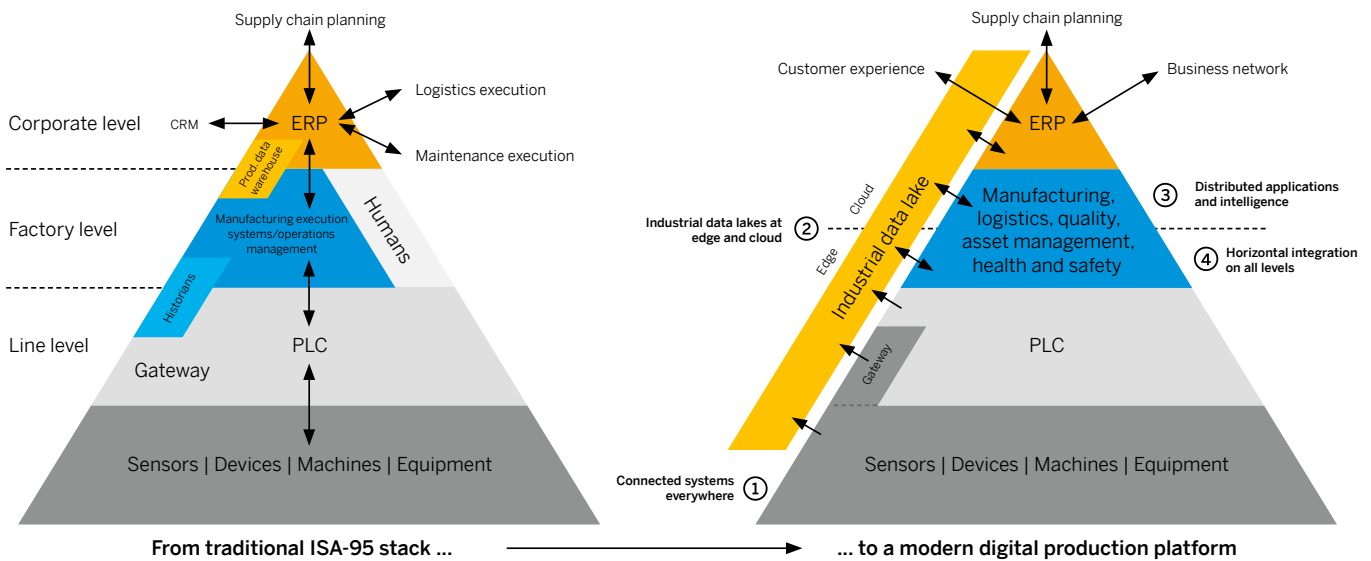 Supply chain planning
Logistics execution
Corporate level
CRM
ERP
Maintenance execution
Prod. data
warehouse
Factory level
Manufacturing execution
systems/operations
management
Humans
Historians
Line level
PLC
Gateway
Sensors | Devices | Machines | Equipment
From traditional ISA-95 stack ...
Supply chain planning
Customer experience
Business network
ERP
Cloud
Edge
Industrial data lake
Industrial data lakes at
edge and cloud
2
Manufacturing,
logistics, quality,
asset management,
health and safety
3
Distributed applications
and intelligence
4
Horizontal integration
on all levels
Gateway
PLC
Sensors | Devices | Machines | Equipment
Connected systems
everywhere
1
... to a modern digital production platform